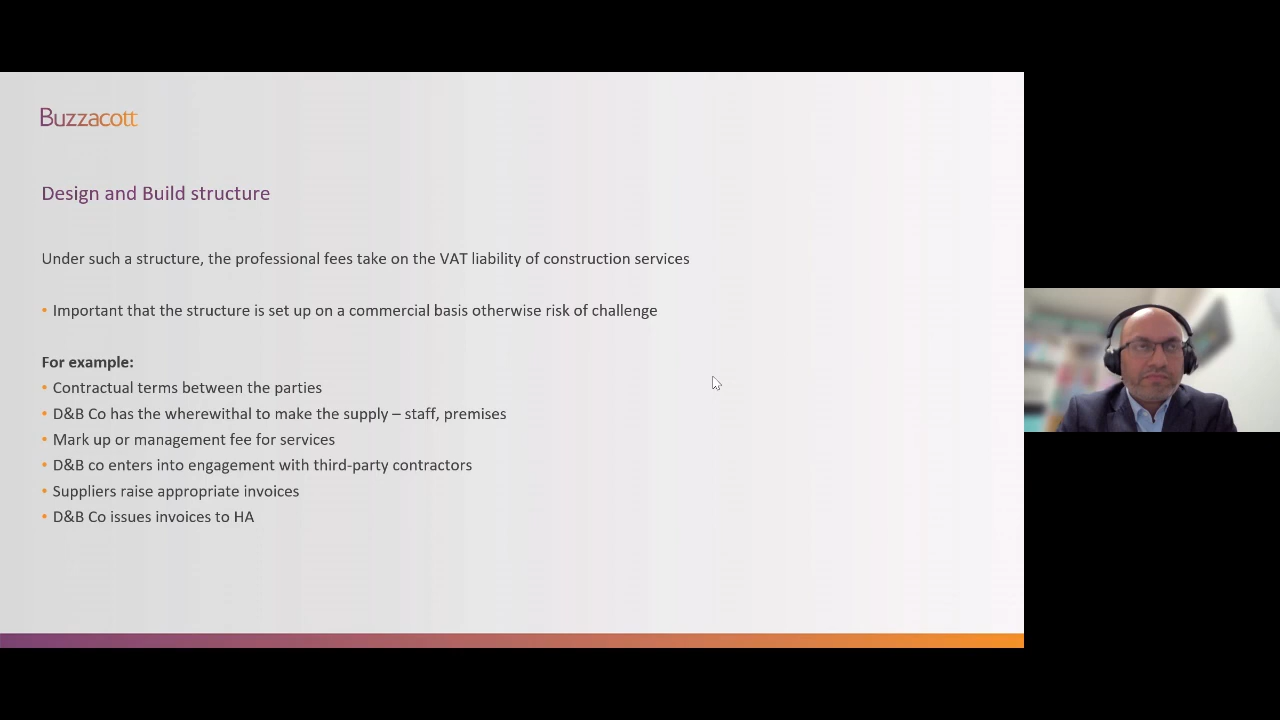 Buzzacott
Design and Build structure
Under such a structure, the professional fees take on the VAT liability of construction services
• Important that the structure is set up on a commercial basis otherwise risk of challenge
For example:
• Contractual terms between the parties
• D&B Co has the wherewithal to make the supply – staff, premises
• Mark up or management fee for services
• D&B co enters into engagement with third-party contractors
• Suppliers raise appropriate invoices
• D&B Co issues invoices to HA